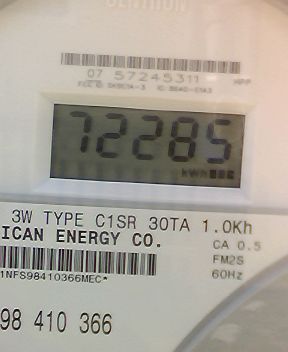 CENTRON
07 57245311
72285
kWh
3W TYPE C1SR 30TA 1.0Kh
ICAN ENERGY CO.
CA 0.5
FM2S
60Hz
1NFS98410366MEC*
98 410 366